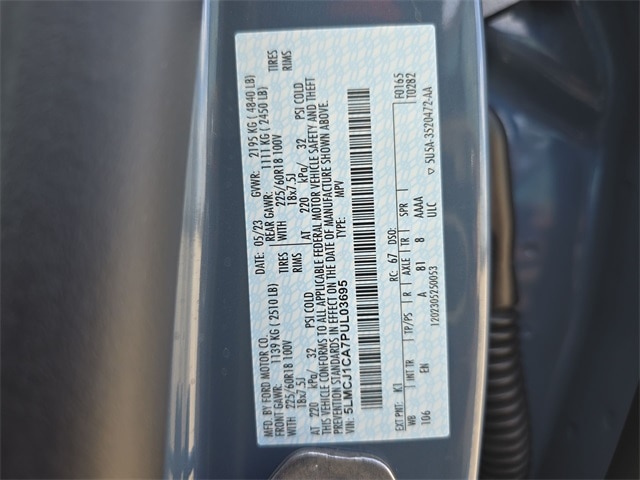 MFD. BY FORD MOTOR CO.
DATE: 05/23 GVWR: 2195 KG ( 4840 LB)
FRONT GAWR: 1139 KG ( 2510 LB) REAR GAWR: 1111 KG ( 2450 LB)
WITH 225/60R18 100V TIRES WITH 225/60R18 100V TIRES
18x7.5J RIMS 18x7.5J RIMS
AT 220 kPa/ 32 PSI COLD AT 220 kPa/ 32 PSI COLD
THIS VEHICLE CONFORMS TO ALL APPLICABLE FEDERAL MOTOR VEHICLE SAFETY AND THEFT
PREVENTION STANDARDS IN EFFECT ON THE DATE OF MANUFACTURE SHOWN ABOVE.
VIN: 5LMCJ1CA7PUL03695 TYPE: MPV
F0165
T0282
EXT PNT: K1 RC: 67 DSO:
WB INT TR TP/PS R AXLE TR SPR
106 EN A B1 8 AAAA
ULC
1202305250053 5U5A-3520472-AA